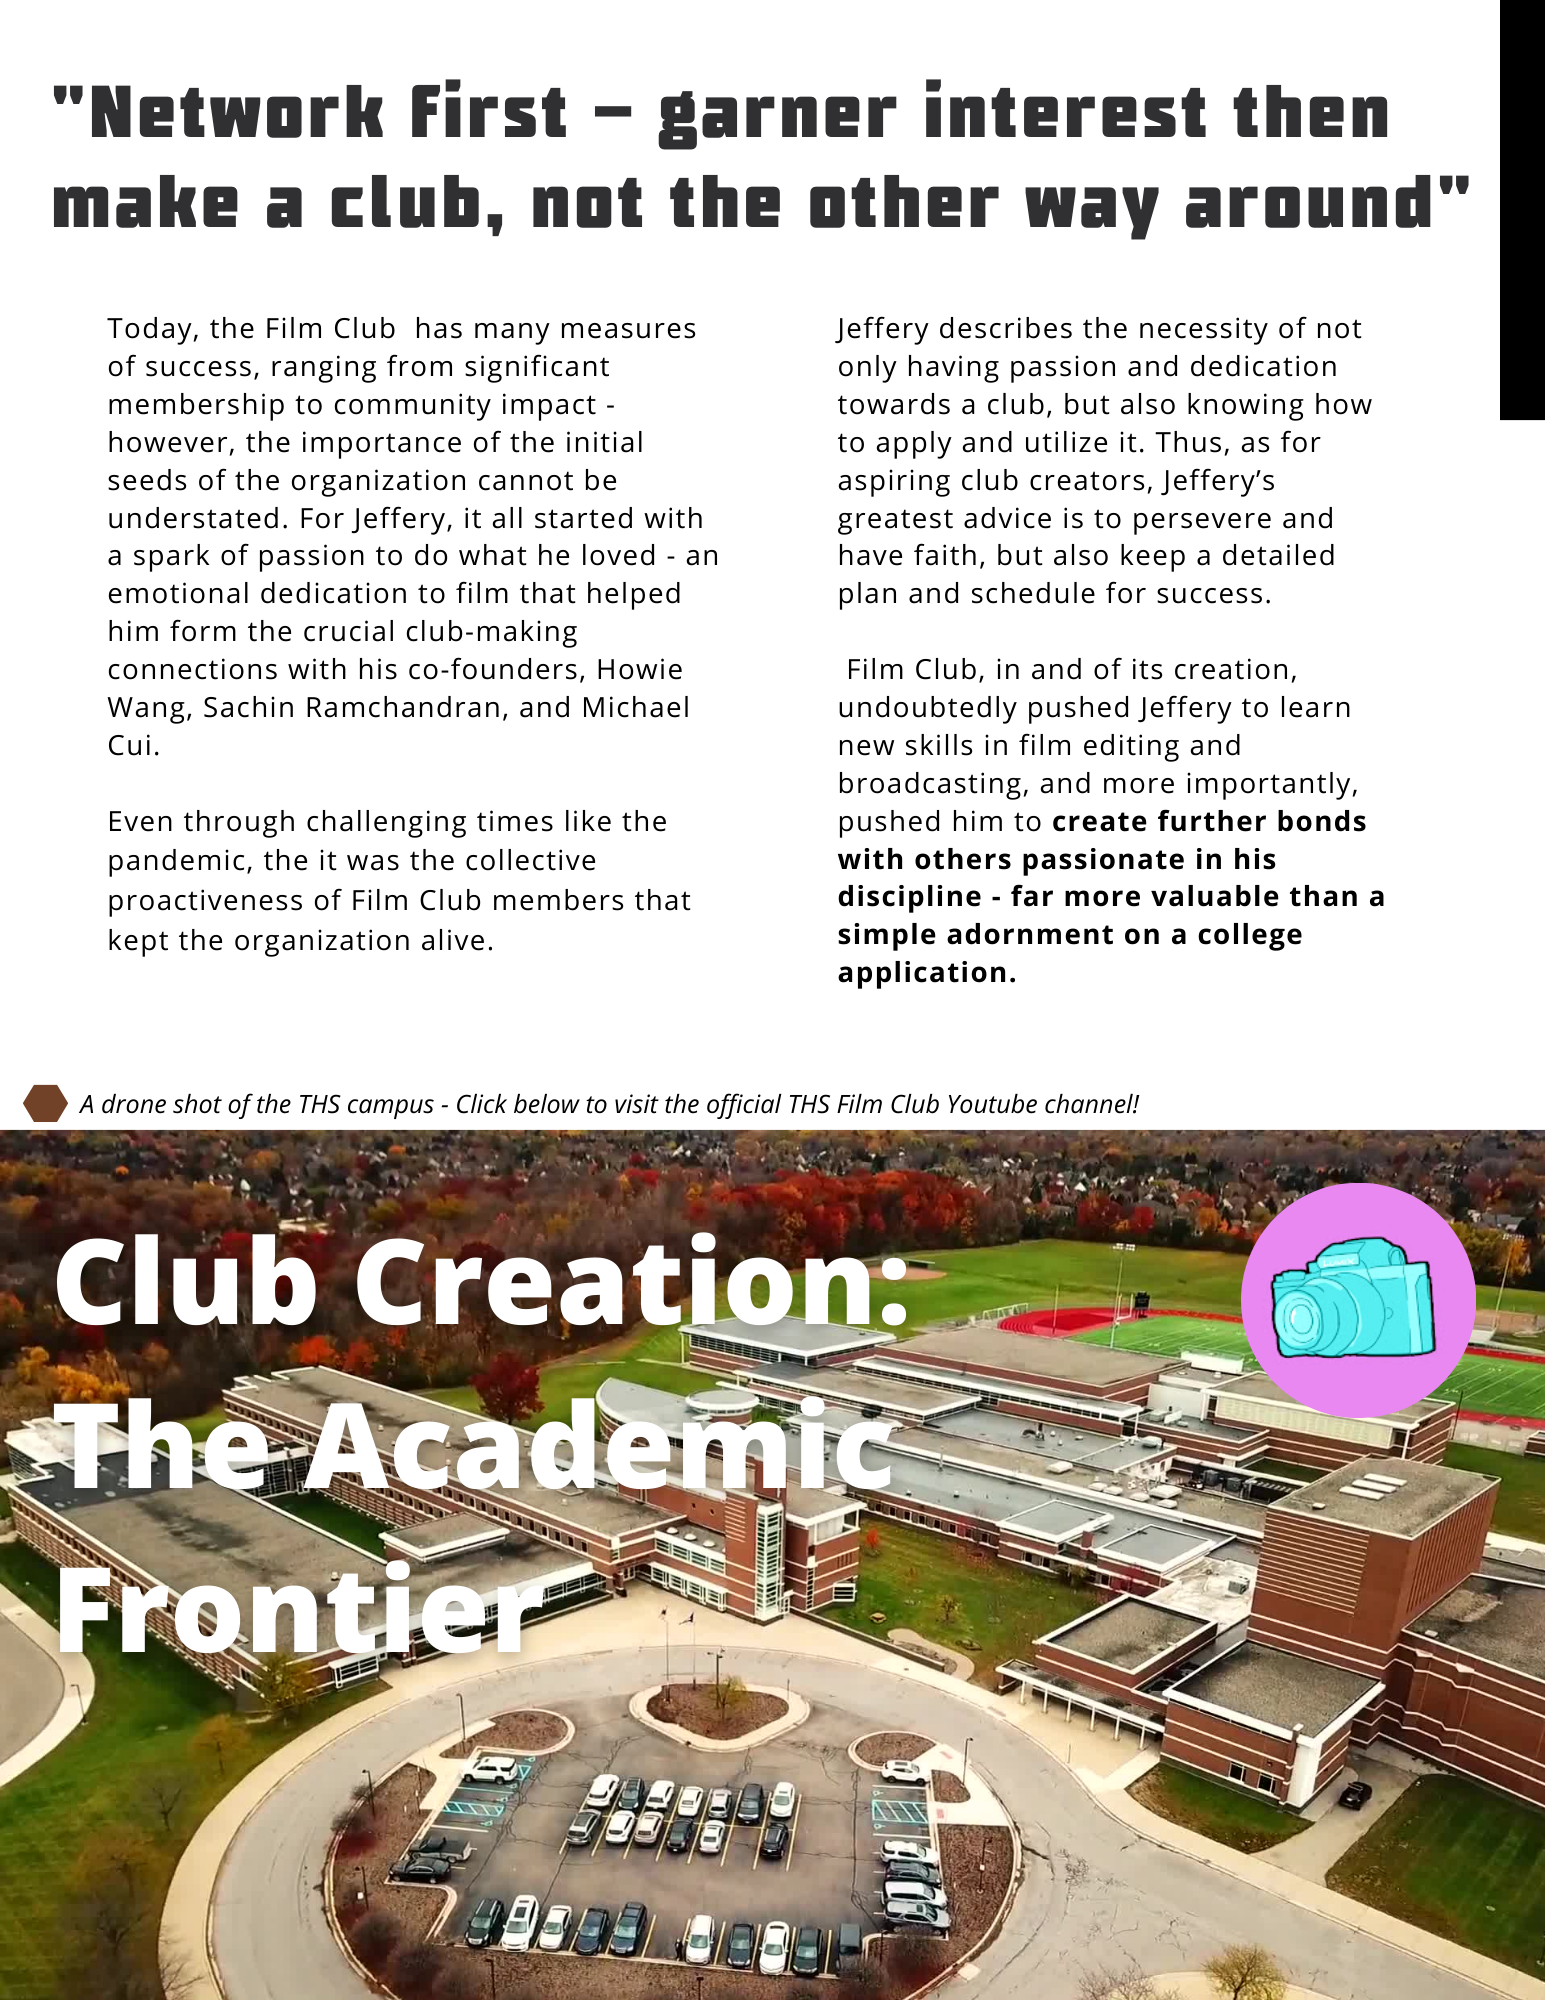 "Network First – garner interest then
make a club, not the other way around"
Today, the Film Club  has many measures
of success, ranging from significant
membership to community impact -
however, the importance of the initial
seeds of the organization cannot be
understated. For Jeffery, it all started with
a spark of passion to do what he loved - an
emotional dedication to film that helped
him form the crucial club-making
connections with his co-founders, Howie
Wang, Sachin Ramchandran, and Michael
Cui.
Even through challenging times like the
pandemic, the it was the collective
proactiveness of Film Club members that
kept the organization alive.
Jeffery describes the necessity of not
only having passion and dedication
towards a club, but also knowing how
to apply and utilize it. Thus, as for
aspiring club creators, Jeffery’s
greatest advice is to persevere and
have faith, but also keep a detailed
plan and schedule for success.
Film Club, in and of its creation,
undoubtedly pushed Jeffery to learn
new skills in film editing and
broadcasting, and more importantly,
pushed him to create further bonds
with others passionate in his
discipline - far more valuable than a
simple adornment on a college
application.
A drone shot of the THS campus - Click below to visit the official THS Film Club Youtube channel!
Club Creation:
The Academic
Frontier